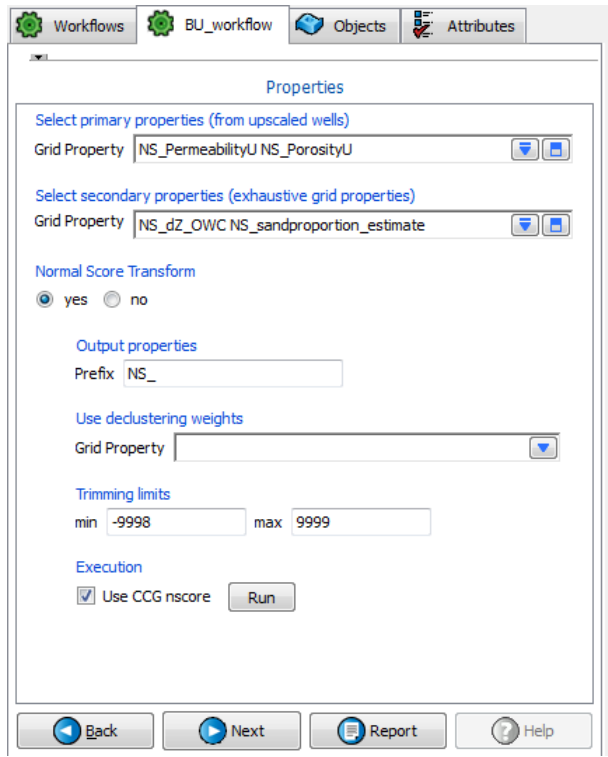 Workflows BU_workflow Objects Attributes
Properties
Select primary properties (from upscaled wells)
Grid Property NS_PermeabilityU NS_PorosityU
Select secondary properties (exhaustive grid properties)
Grid Property NS_dZ_OWC NS_sandproportion_estimate
Normal Score Transform
yes no
Output properties
Prefix NS_
Use declustering weights
Grid Property
Trimming limits
min -9998 max 9999
Execution
Use CCG nscore Run
Back Next Report Help